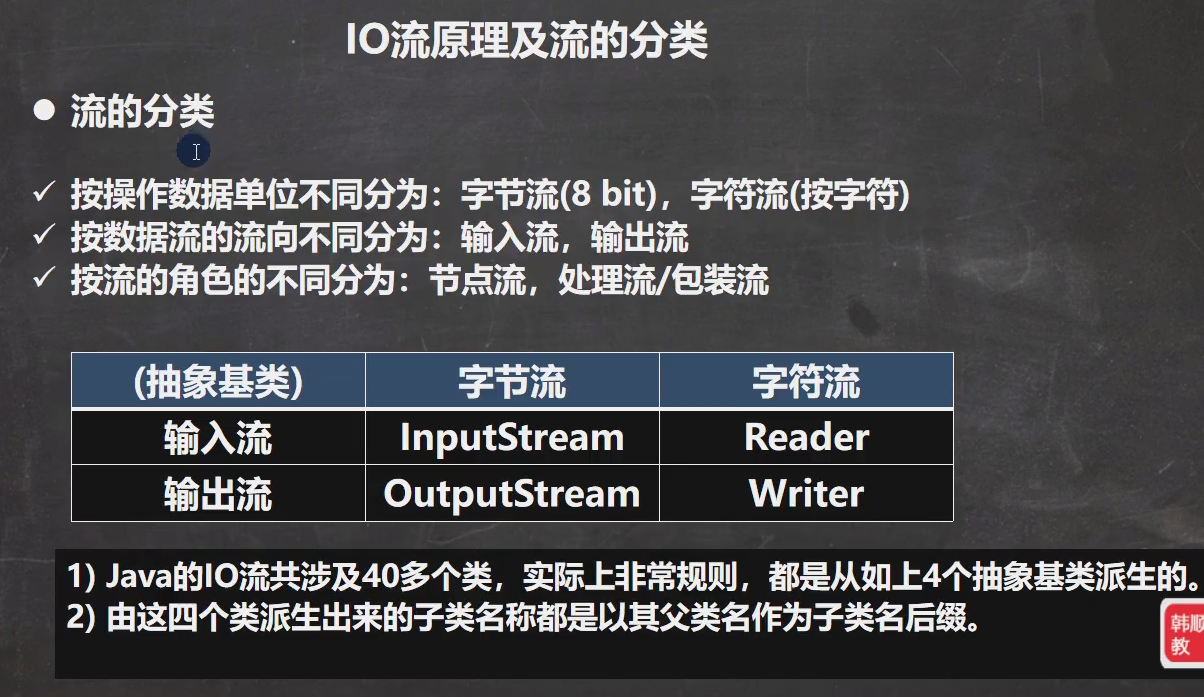 IO流原理及流的分类
● 流的分类
✓ 按操作数据单位不同分为：字节流(8 bit)，字符流(按字符)
✓ 按数据流的流向不同分为：输入流，输出流
✓ 按流的角色的不同分为：节点流，处理流/包装流
(抽象基类) 字节流 字符流
输入流 InputStream Reader
输出流 OutputStream Writer
1) Java的IO流共涉及40多个类，实际上非常规则，都是从如上4个抽象基类派生的。
2) 由这四个类派生出来的子类名称都是以其父类名作为子类名后缀。
韩顺
教